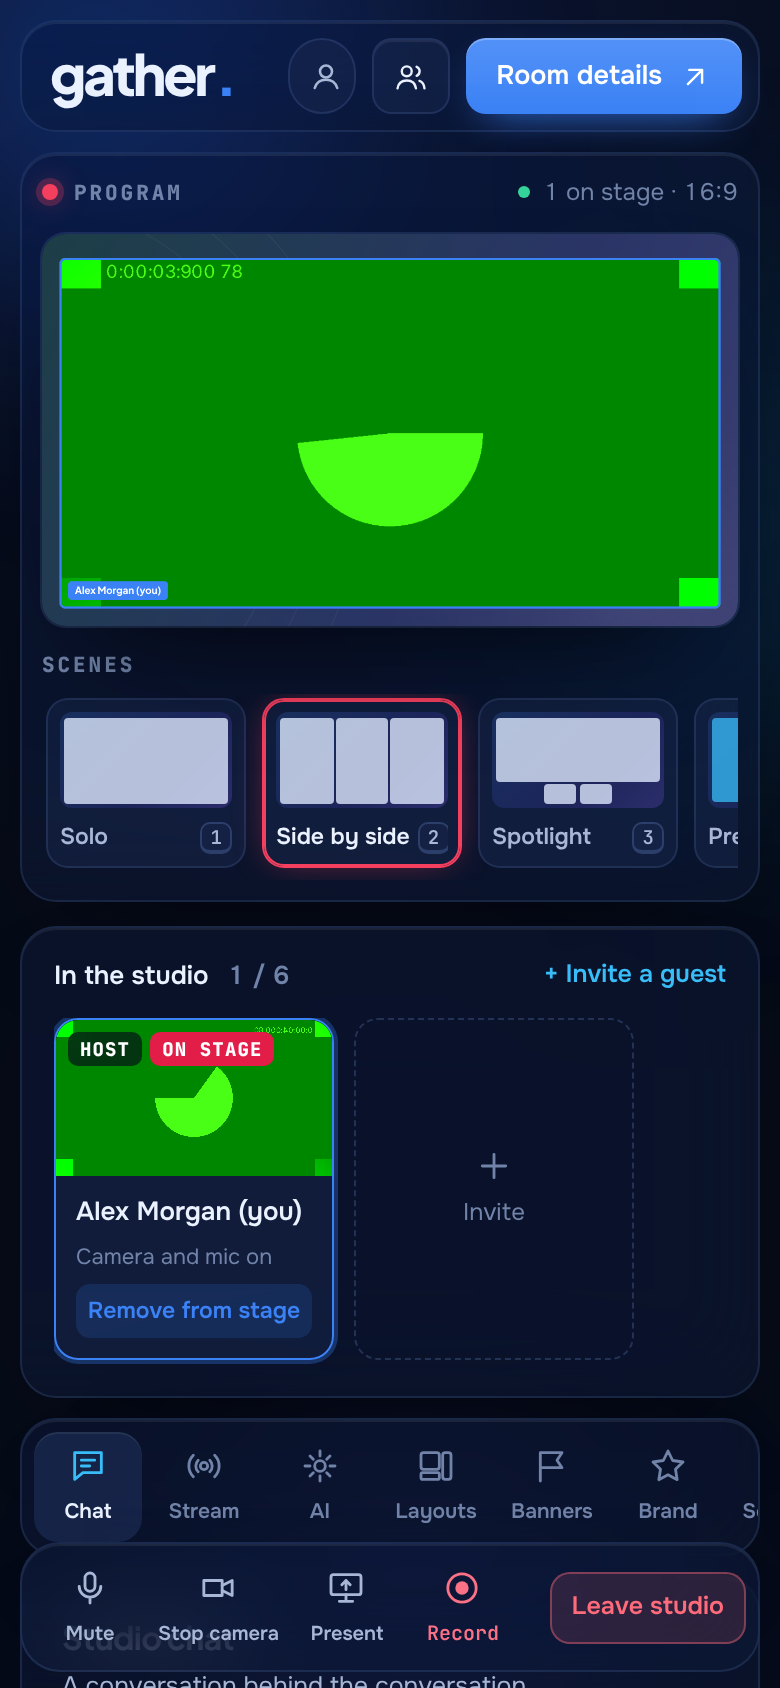 gather.
Room details
PROGRAM
1 on stage · 16:9
0:00:03:900 78
Alex Morgan (you)
SCENES
Solo 1
Side by side 2
Spotlight 3
In the studio 1 / 6
+ Invite a guest
HOST
ON STAGE
Alex Morgan (you)
Camera and mic on
Remove from stage
Invite
Chat
Stream
AI
Layouts
Banners
Brand
Studio chat
Mute
Stop camera
Present
Record
Leave studio
A conversation behind the conversation